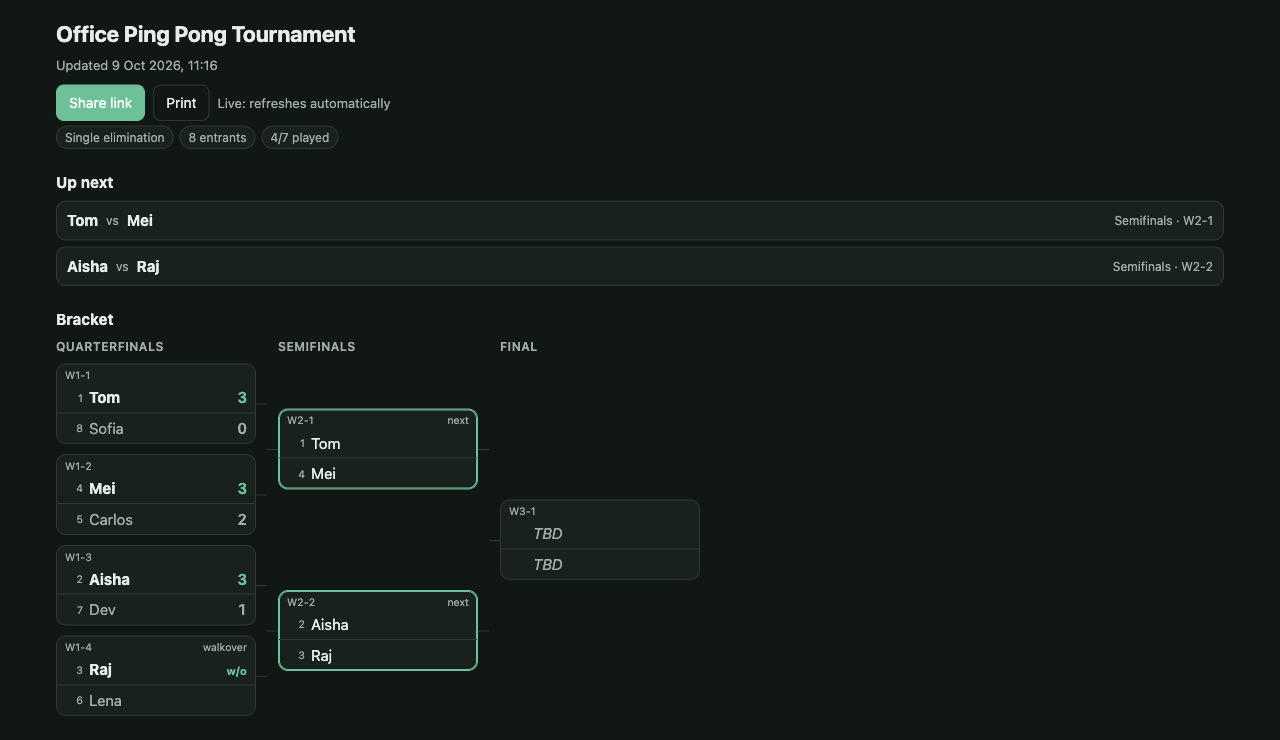 Office Ping Pong Tournament
Updated 9 Oct 2026, 11:16
Share link Print Live: refreshes automatically
Single elimination 8 entrants 4/7 played
Up next
Tom vs Mei Semifinals · W2-1
Aisha vs Raj Semifinals · W2-2
Bracket
QUARTERFINALS SEMIFINALS FINAL
W1-1
1 Tom 3
8 Sofia 0
W1-2
4 Mei 3
5 Carlos 2
W1-3
2 Aisha 3
7 Dev 1
W1-4 walkover
3 Raj w/o
6 Lena
W2-1 next
1 Tom
4 Mei
W2-2 next
2 Aisha
3 Raj
W3-1
TBD
TBD